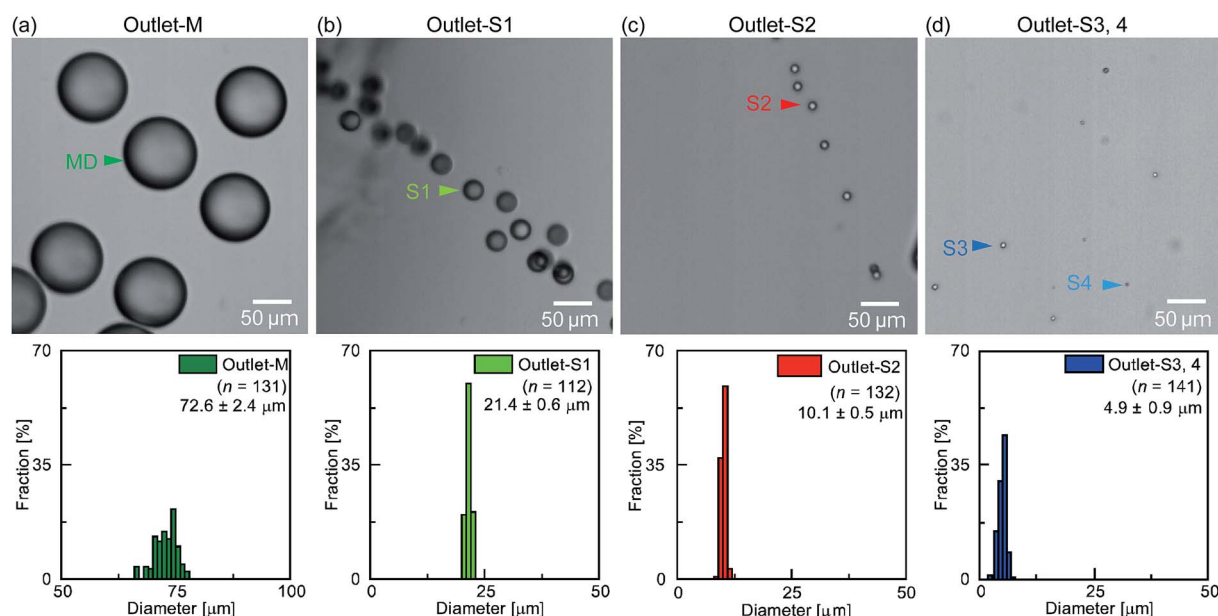 (a) Outlet-M
(b) Outlet-S1
(c) Outlet-S2
(d) Outlet-S3, 4
MD
50 µm
S1
50 µm
S2
50 µm
S3
S4
50 µm
70
35
0
Fraction [%]
Outlet-M
(n = 131)
72.6 ± 2.4 µm
50 75 100
Diameter [µm]
70
35
0
Fraction [%]
Outlet-S1
(n = 112)
21.4 ± 0.6 µm
0 25 50
Diameter [µm]
70
35
0
Fraction [%]
Outlet-S2
(n = 132)
10.1 ± 0.5 µm
0 25 50
Diameter [µm]
70
35
0
Fraction [%]
Outlet-S3, 4
(n = 141)
4.9 ± 0.9 µm
0 25 50
Diameter [µm]